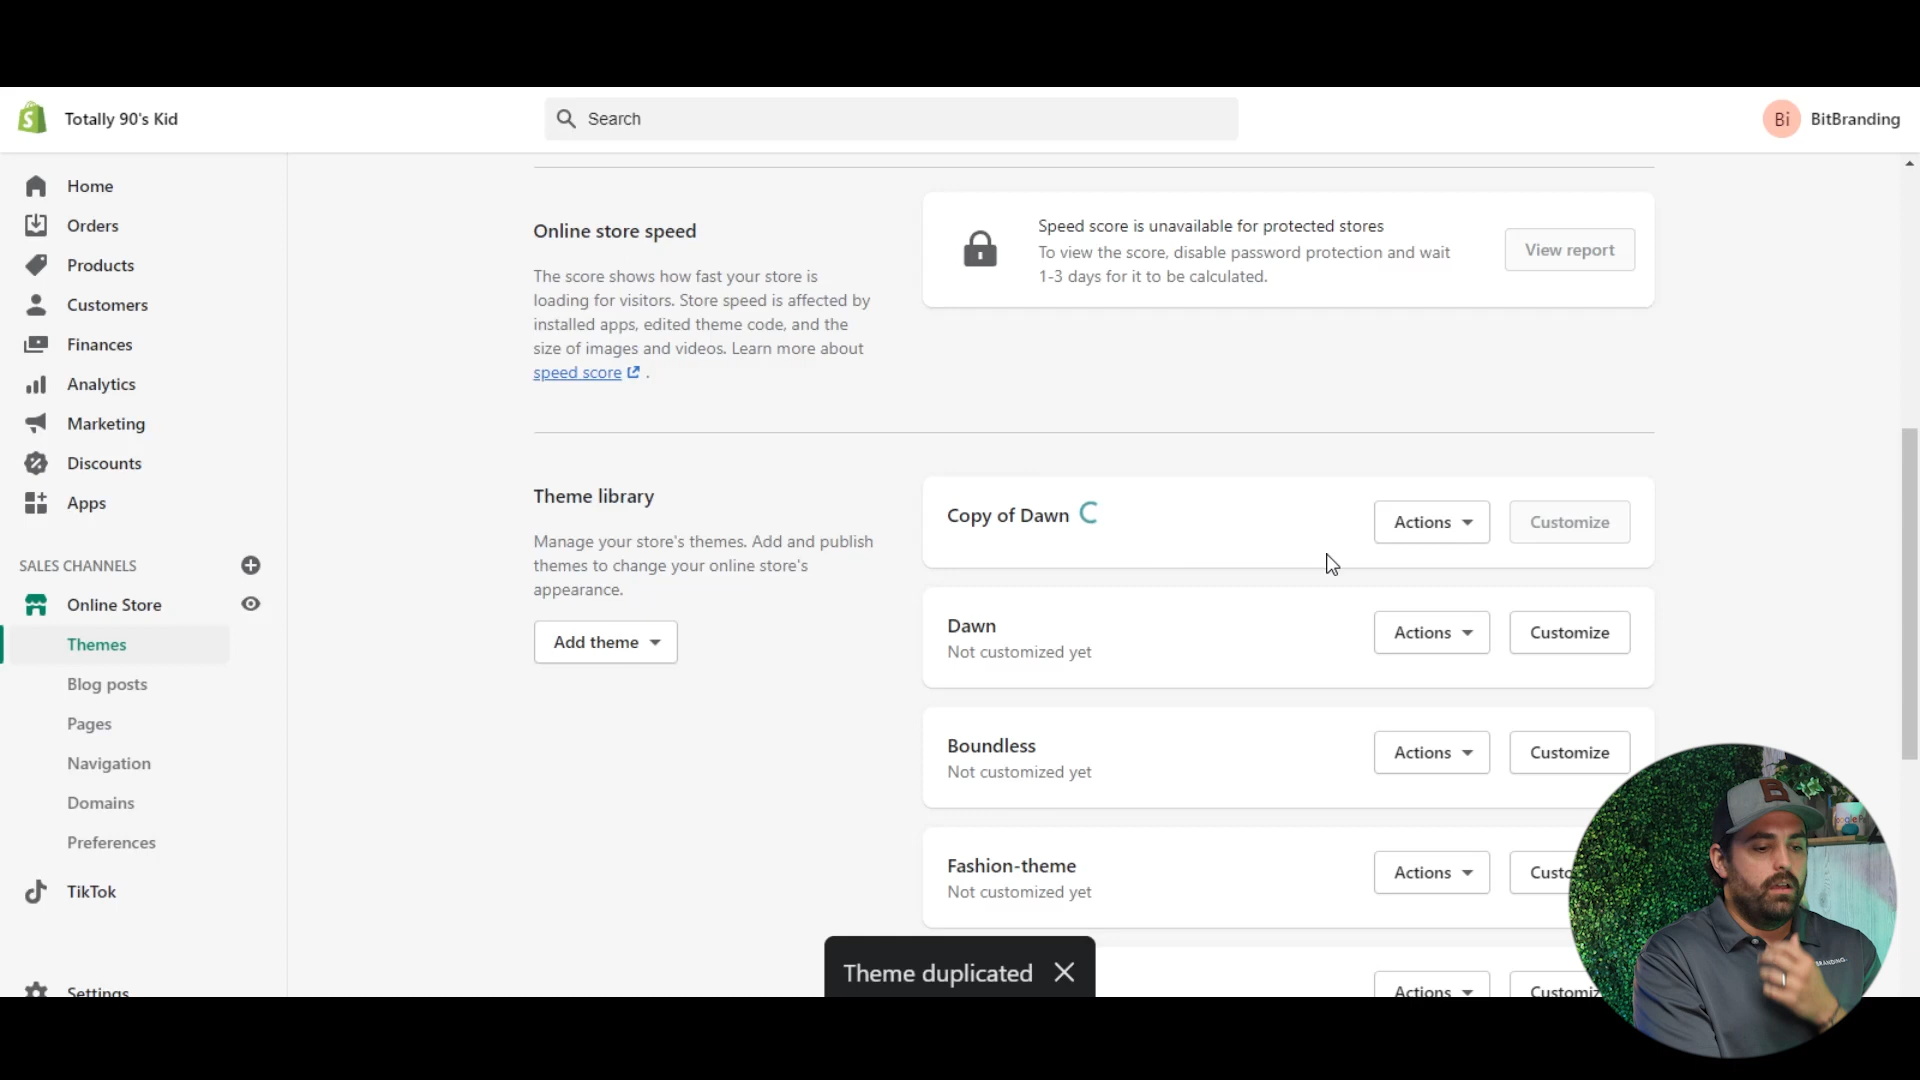 Totally 90's Kid
Search
Bi
BitBranding
Home
Orders
Products
Customers
Finances
Analytics
Marketing
Discounts
Apps
SALES CHANNELS
Online Store
Themes
Blog posts
Pages
Navigation
Domains
Preferences
TikTok
Settings
Online store speed
The score shows how fast your store is
loading for visitors. Store speed is affected by
installed apps, edited theme code, and the
size of images and videos. Learn more about
speed score .
Speed score is unavailable for protected stores
To view the score, disable password protection and wait
1-3 days for it to be calculated.
View report
Theme library
Manage your store's themes. Add and publish
themes to change your online store's
appearance.
Add theme
Copy of Dawn
Actions
Customize
Dawn
Not customized yet
Actions
Customize
Boundless
Not customized yet
Actions
Customize
Fashion-theme
Not customized yet
Actions
Custo
Actions
Customiz
Theme duplicated